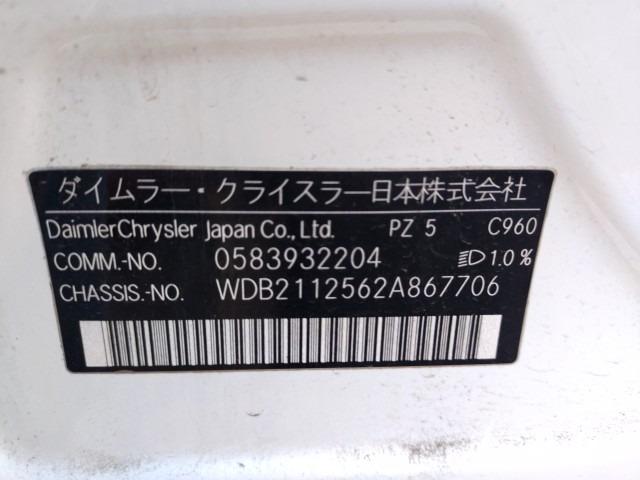 ダイムラー・クライスラー日本株式会社
DaimlerChrysler Japan Co., Ltd. PZ 5 C960
COMM.-NO. 0583932204 1.0%
CHASSIS.-NO. WDB2112562A867706